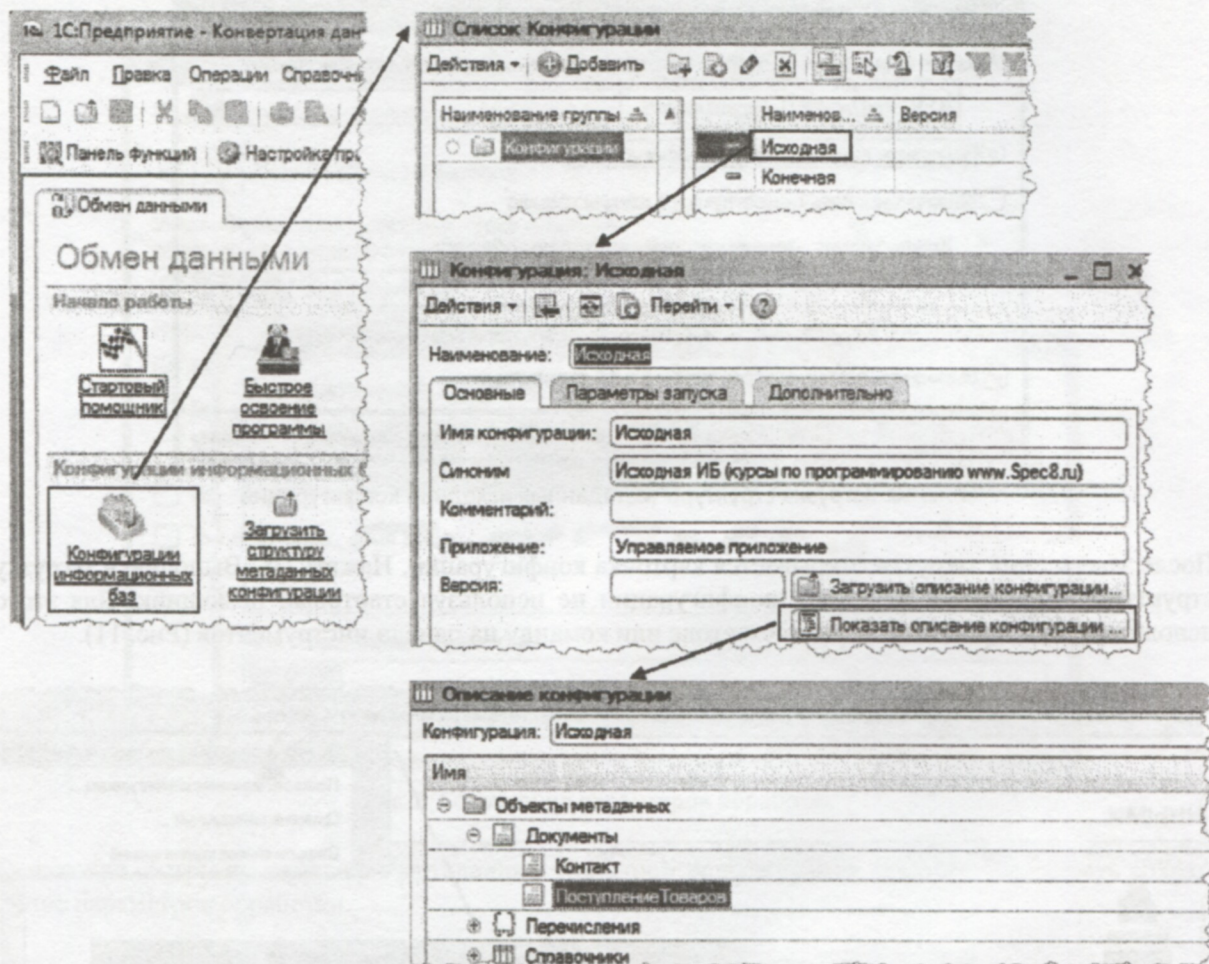 1С:Предприятие - Конвертация дан
Файл Правка Операции Справочн
Панель функций Настройка пр
Обмен данными
Обмен данными
Начало работы
Стартовый
помощник
Быстрое
освоение
программы
Конфигурации информационных б
Конфигурации
информационных
баз
Загрузить
структуру
метаданных
конфигурации
Список Конфигурации
Действия Добавить
Наименование группы
Наименов... Версия
Конфигурации
Исходная
Конечная
Конфигурация: Исходная
Действия Перейти
Наименование: Исходная
Основные Параметры запуска Дополнительно
Имя конфигурации: Исходная
Синоним Исходная ИБ (курсы по программированию www.Spec8.ru)
Комментарий:
Приложение: Управляемое приложение
Версия:
Загрузить описание конфигурации...
Показать описание конфигурации
Описание конфигурации
Конфигурация: Исходная
Имя
Объекты метаданных
Документы
Контакт
ПоступлениеТоваров
Перечисления
Справочники